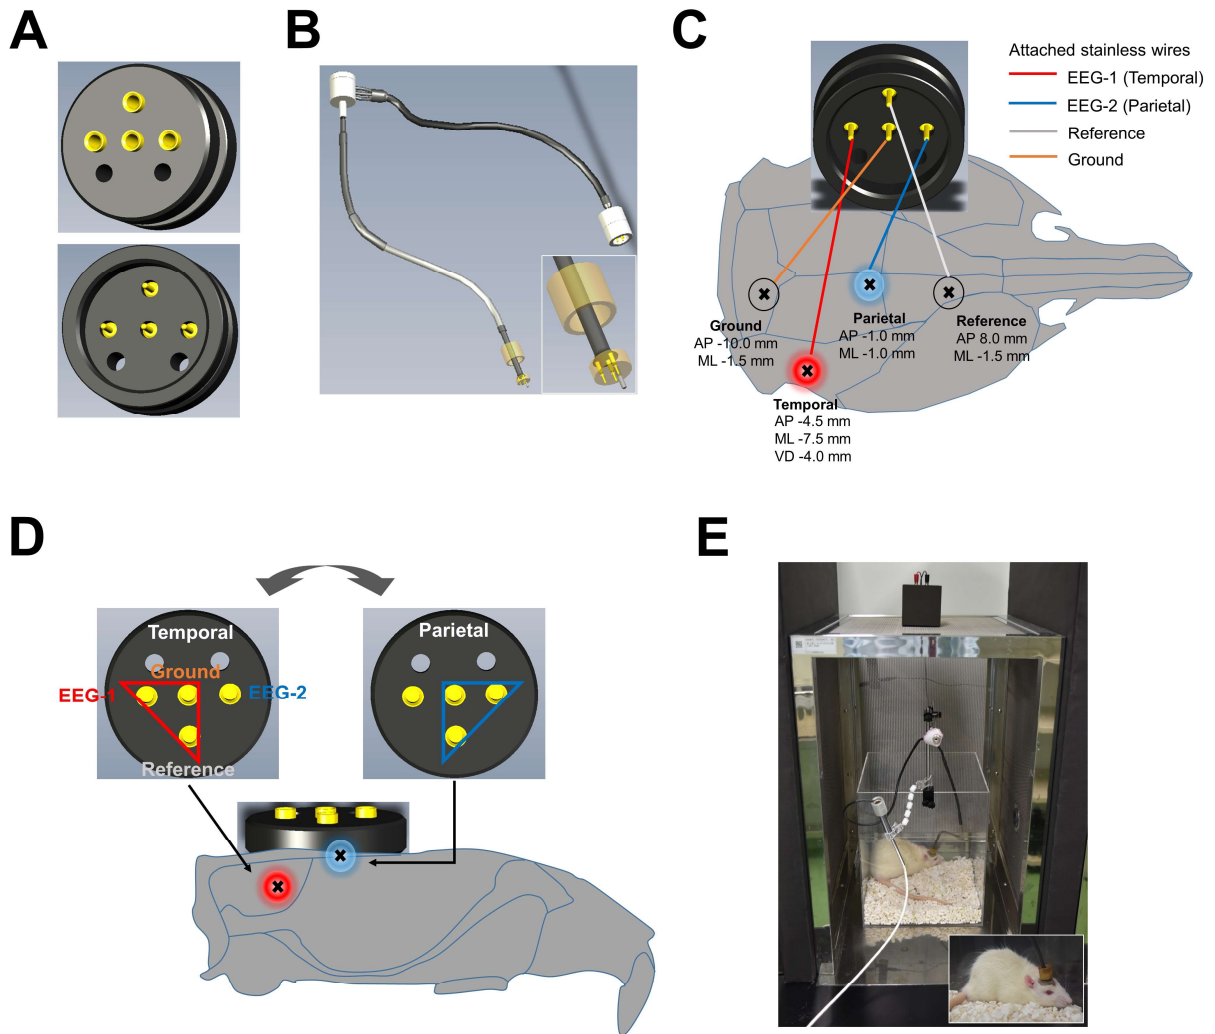 A
B
C
Attached stainless wires
EEG-1 (Temporal)
EEG-2 (Parietal)
Reference
Ground
Ground
AP -10.0 mm
ML -1.5 mm
Parietal
AP -1.0 mm
ML -1.0 mm
Reference
AP 8.0 mm
ML -1.5 mm
Temporal
AP -4.5 mm
ML -7.5 mm
VD -4.0 mm
D
Temporal
Ground
EEG-1
EEG-2
Reference
Parietal
E